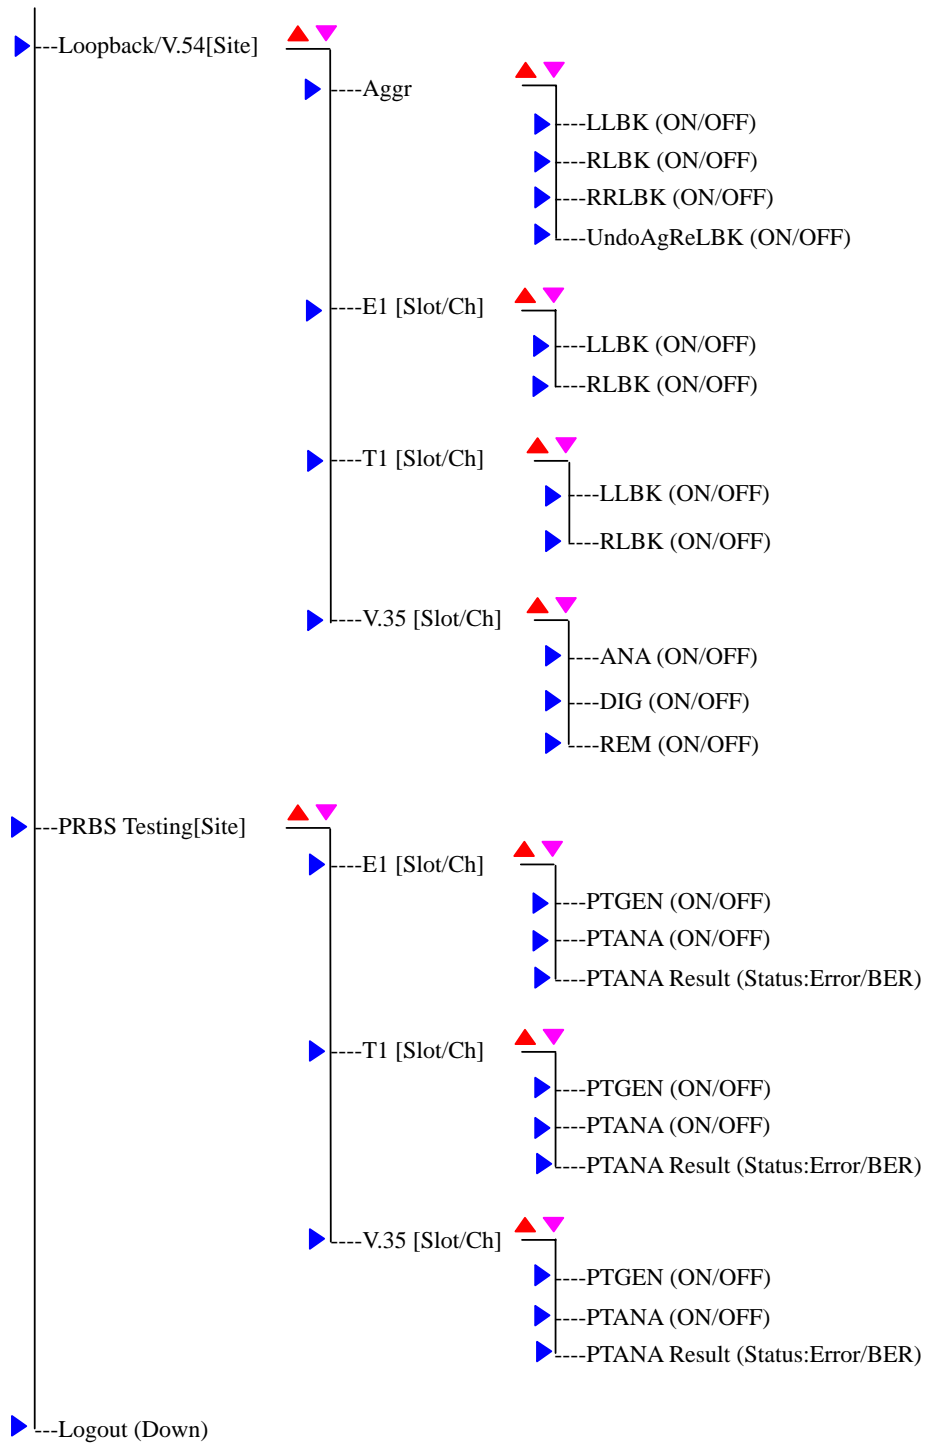 ---Loopback/V.54[Site]
----Aggr
----LLBK (ON/OFF)
----RLBK (ON/OFF)
----RRLBK (ON/OFF)
----UndoAgReLBK (ON/OFF)
----E1 [Slot/Ch]
----LLBK (ON/OFF)
----RLBK (ON/OFF)
----T1 [Slot/Ch]
----LLBK (ON/OFF)
----RLBK (ON/OFF)
----V.35 [Slot/Ch]
----ANA (ON/OFF)
----DIG (ON/OFF)
----REM (ON/OFF)
---PRBS Testing[Site]
----E1 [Slot/Ch]
----PTGEN (ON/OFF)
----PTANA (ON/OFF)
----PTANA Result (Status:Error/BER)
----T1 [Slot/Ch]
----PTGEN (ON/OFF)
----PTANA (ON/OFF)
----PTANA Result (Status:Error/BER)
----V.35 [Slot/Ch]
----PTGEN (ON/OFF)
----PTANA (ON/OFF)
----PTANA Result (Status:Error/BER)
---Logout (Down)